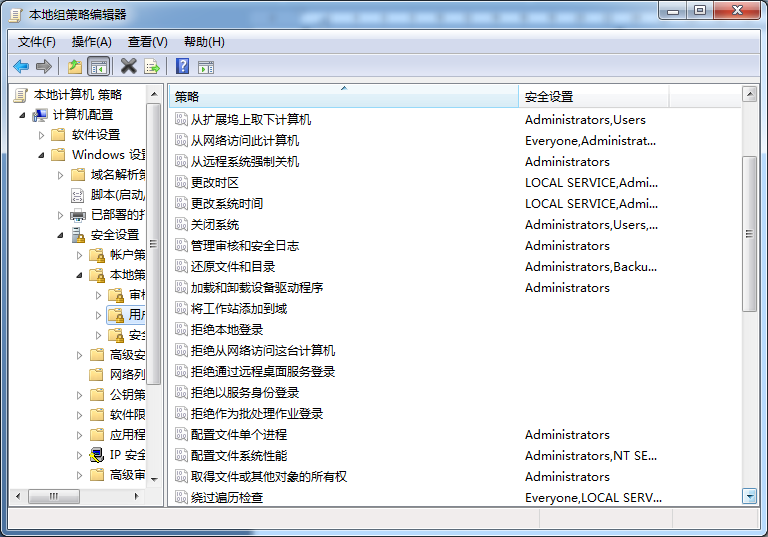 本地组策略编辑器
文件(F) 操作(A) 查看(V) 帮助(H)
本地计算机 策略
计算机配置
软件设置
Windows 设
域名解析策
脚本(启动/
已部署的打
安全设置
帐户策
本地策
审核
用户
安全
高级安
网络列
公钥策
软件限
应用程
IP 安全
高级审
策略 安全设置
从扩展坞上取下计算机 Administrators,Users
从网络访问此计算机 Everyone,Administrat...
从远程系统强制关机 Administrators
更改时区 LOCAL SERVICE,Admi...
更改系统时间 LOCAL SERVICE,Admi...
关闭系统 Administrators,Users,...
管理审核和安全日志 Administrators
还原文件和目录 Administrators,Backu...
加载和卸载设备驱动程序 Administrators
将工作站添加到域
拒绝本地登录
拒绝从网络访问这台计算机
拒绝通过远程桌面服务登录
拒绝以服务身份登录
拒绝作为批处理作业登录
配置文件单个进程 Administrators
配置文件系统性能 Administrators,NT SE...
取得文件或其他对象的所有权 Administrators
绕过遍历检查 Everyone,LOCAL SERV...